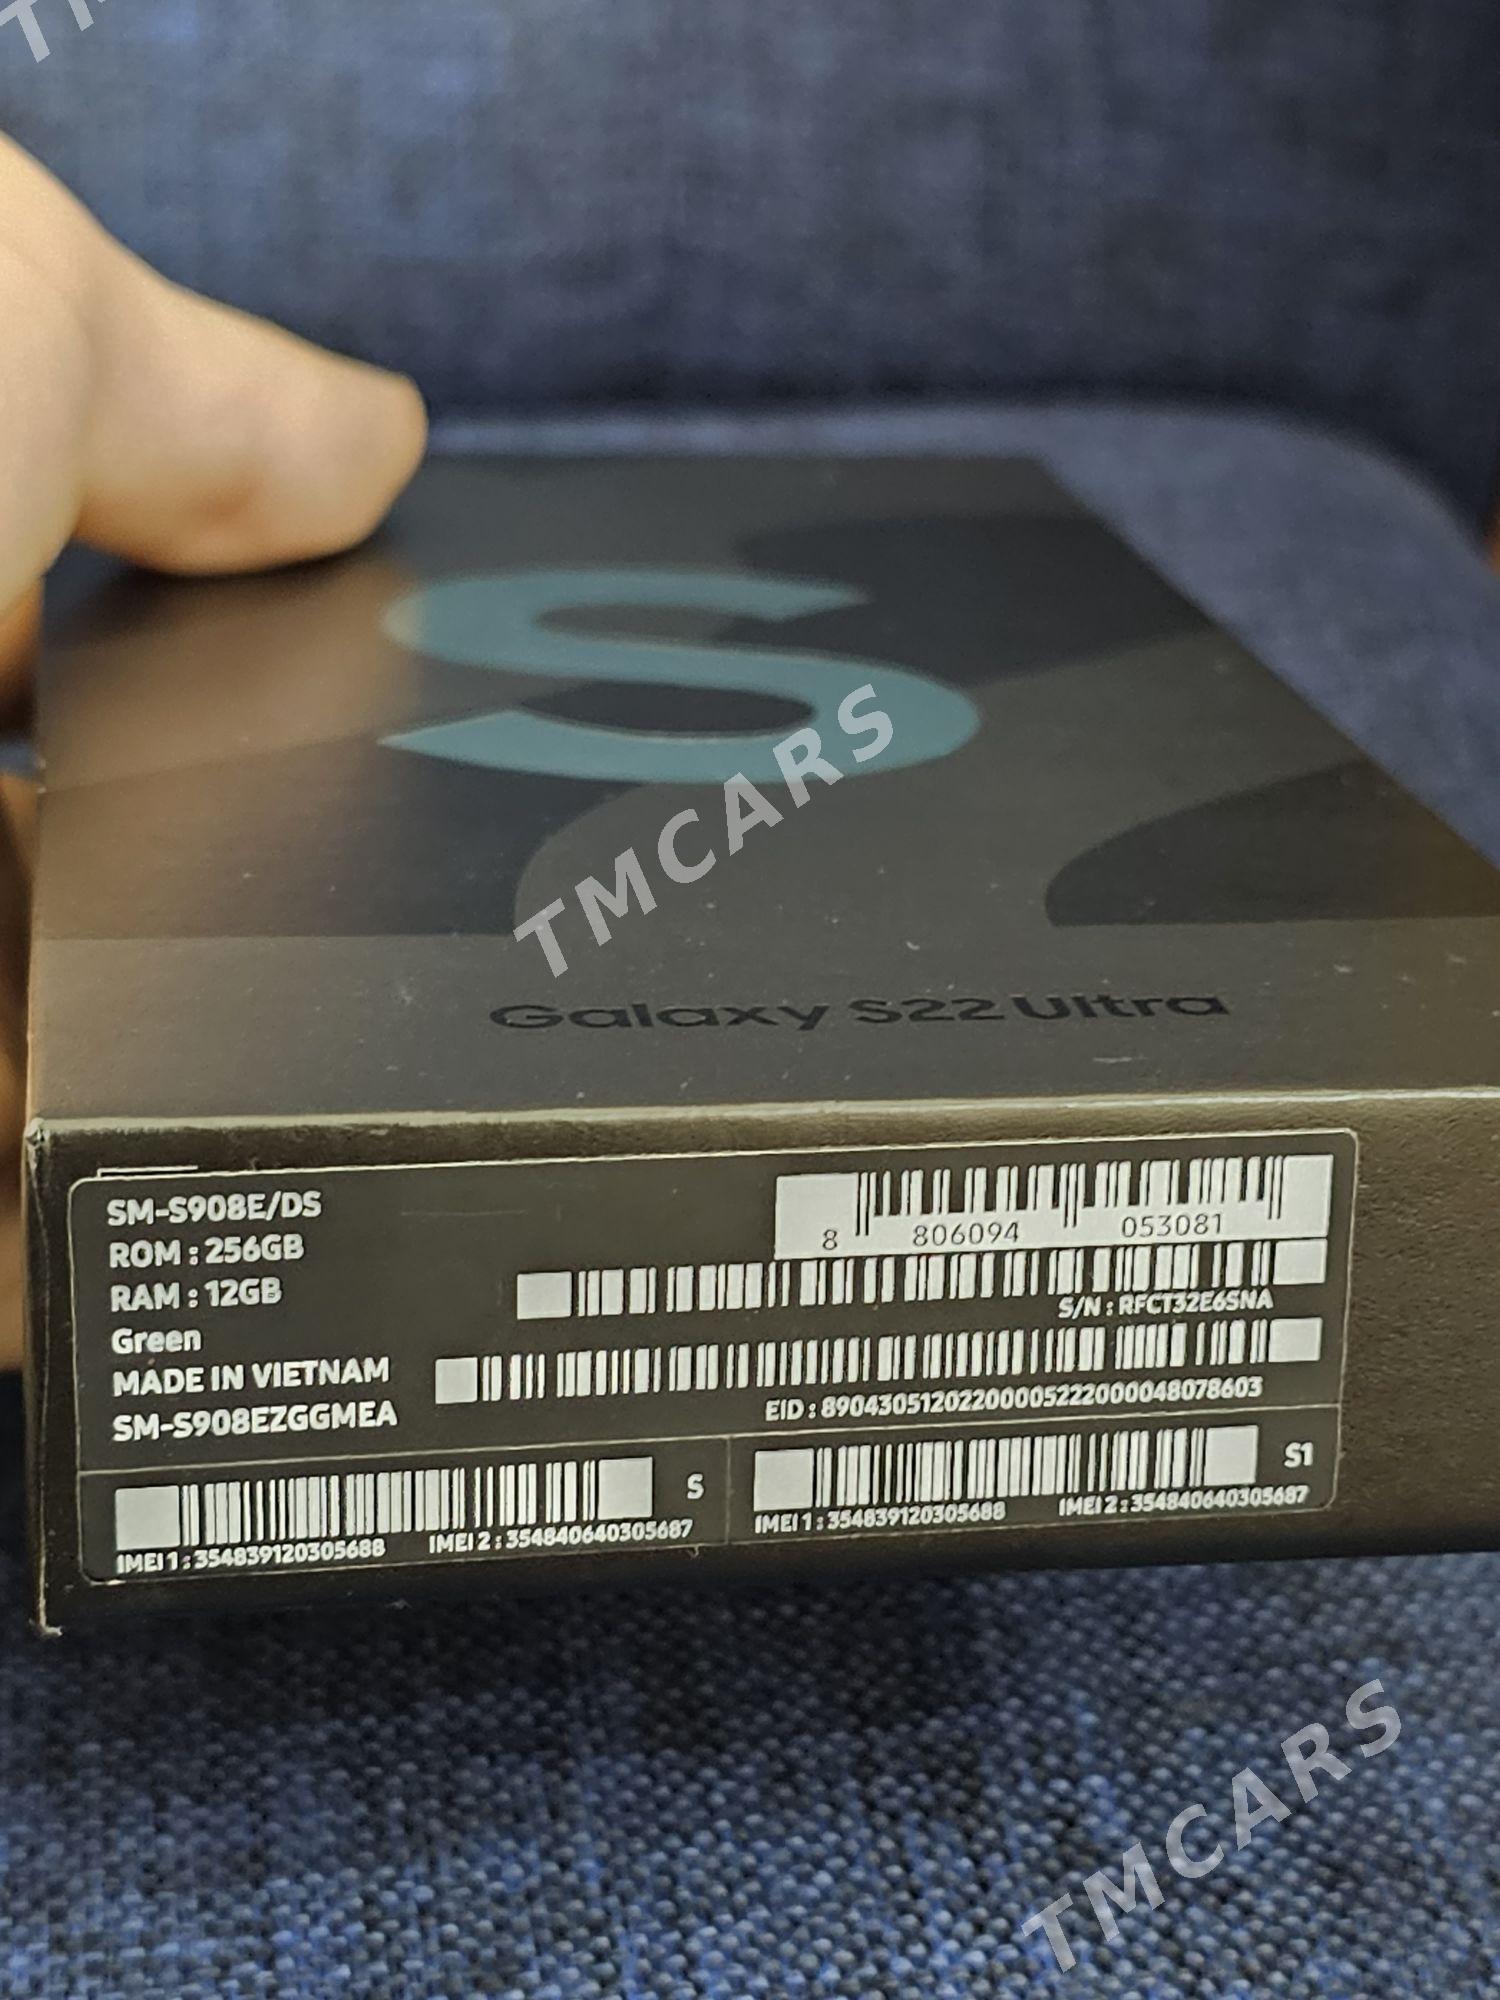 TMCARS
Galaxy S22 Ultra
SM-S908E/DS
ROM : 256GB
RAM : 12GB
Green
MADE IN VIETNAM
SM-S908EZGGMEA
8 806094 053081
S/N : RFCT32E6SNA
EID : 89043051202200005222000048078603
S
IMEI 1 : 354839120305688 IMEI 2 : 354840640305687
S1
IMEI 1 : 354839120305688 IMEI 2 : 354840640305687
TMCARS